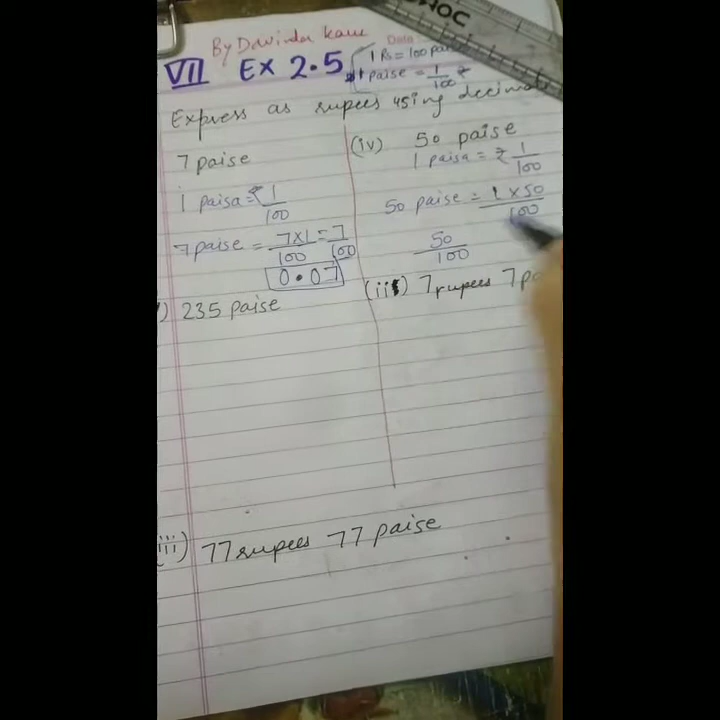 By Davinder Kaur
Date
VII Ex 2.5
1 Rs = 100
1 paise = 1/100 ₹
Express as rupees using
7 paise
1 paisa = ₹ 1/100
7 paise = 7×1/100 = 7/100
0.07
235 paise
(iv) 50 paise
1 paisa = ₹ 1/100
50 paise = 1×50/100
50/100
(iii) 7 rupees 7
(iii) 77 rupees 77 paise